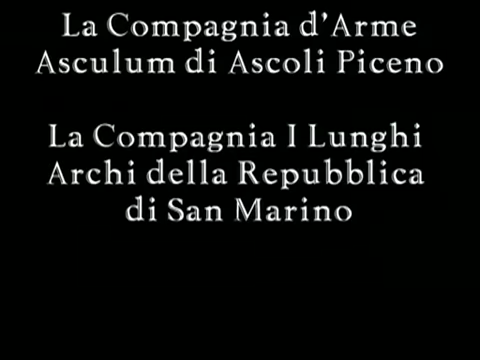 La Compagnia d'Arme
Asculum di Ascoli Piceno
La Compagnia I Lunghi
Archi della Repubblica
di San Marino